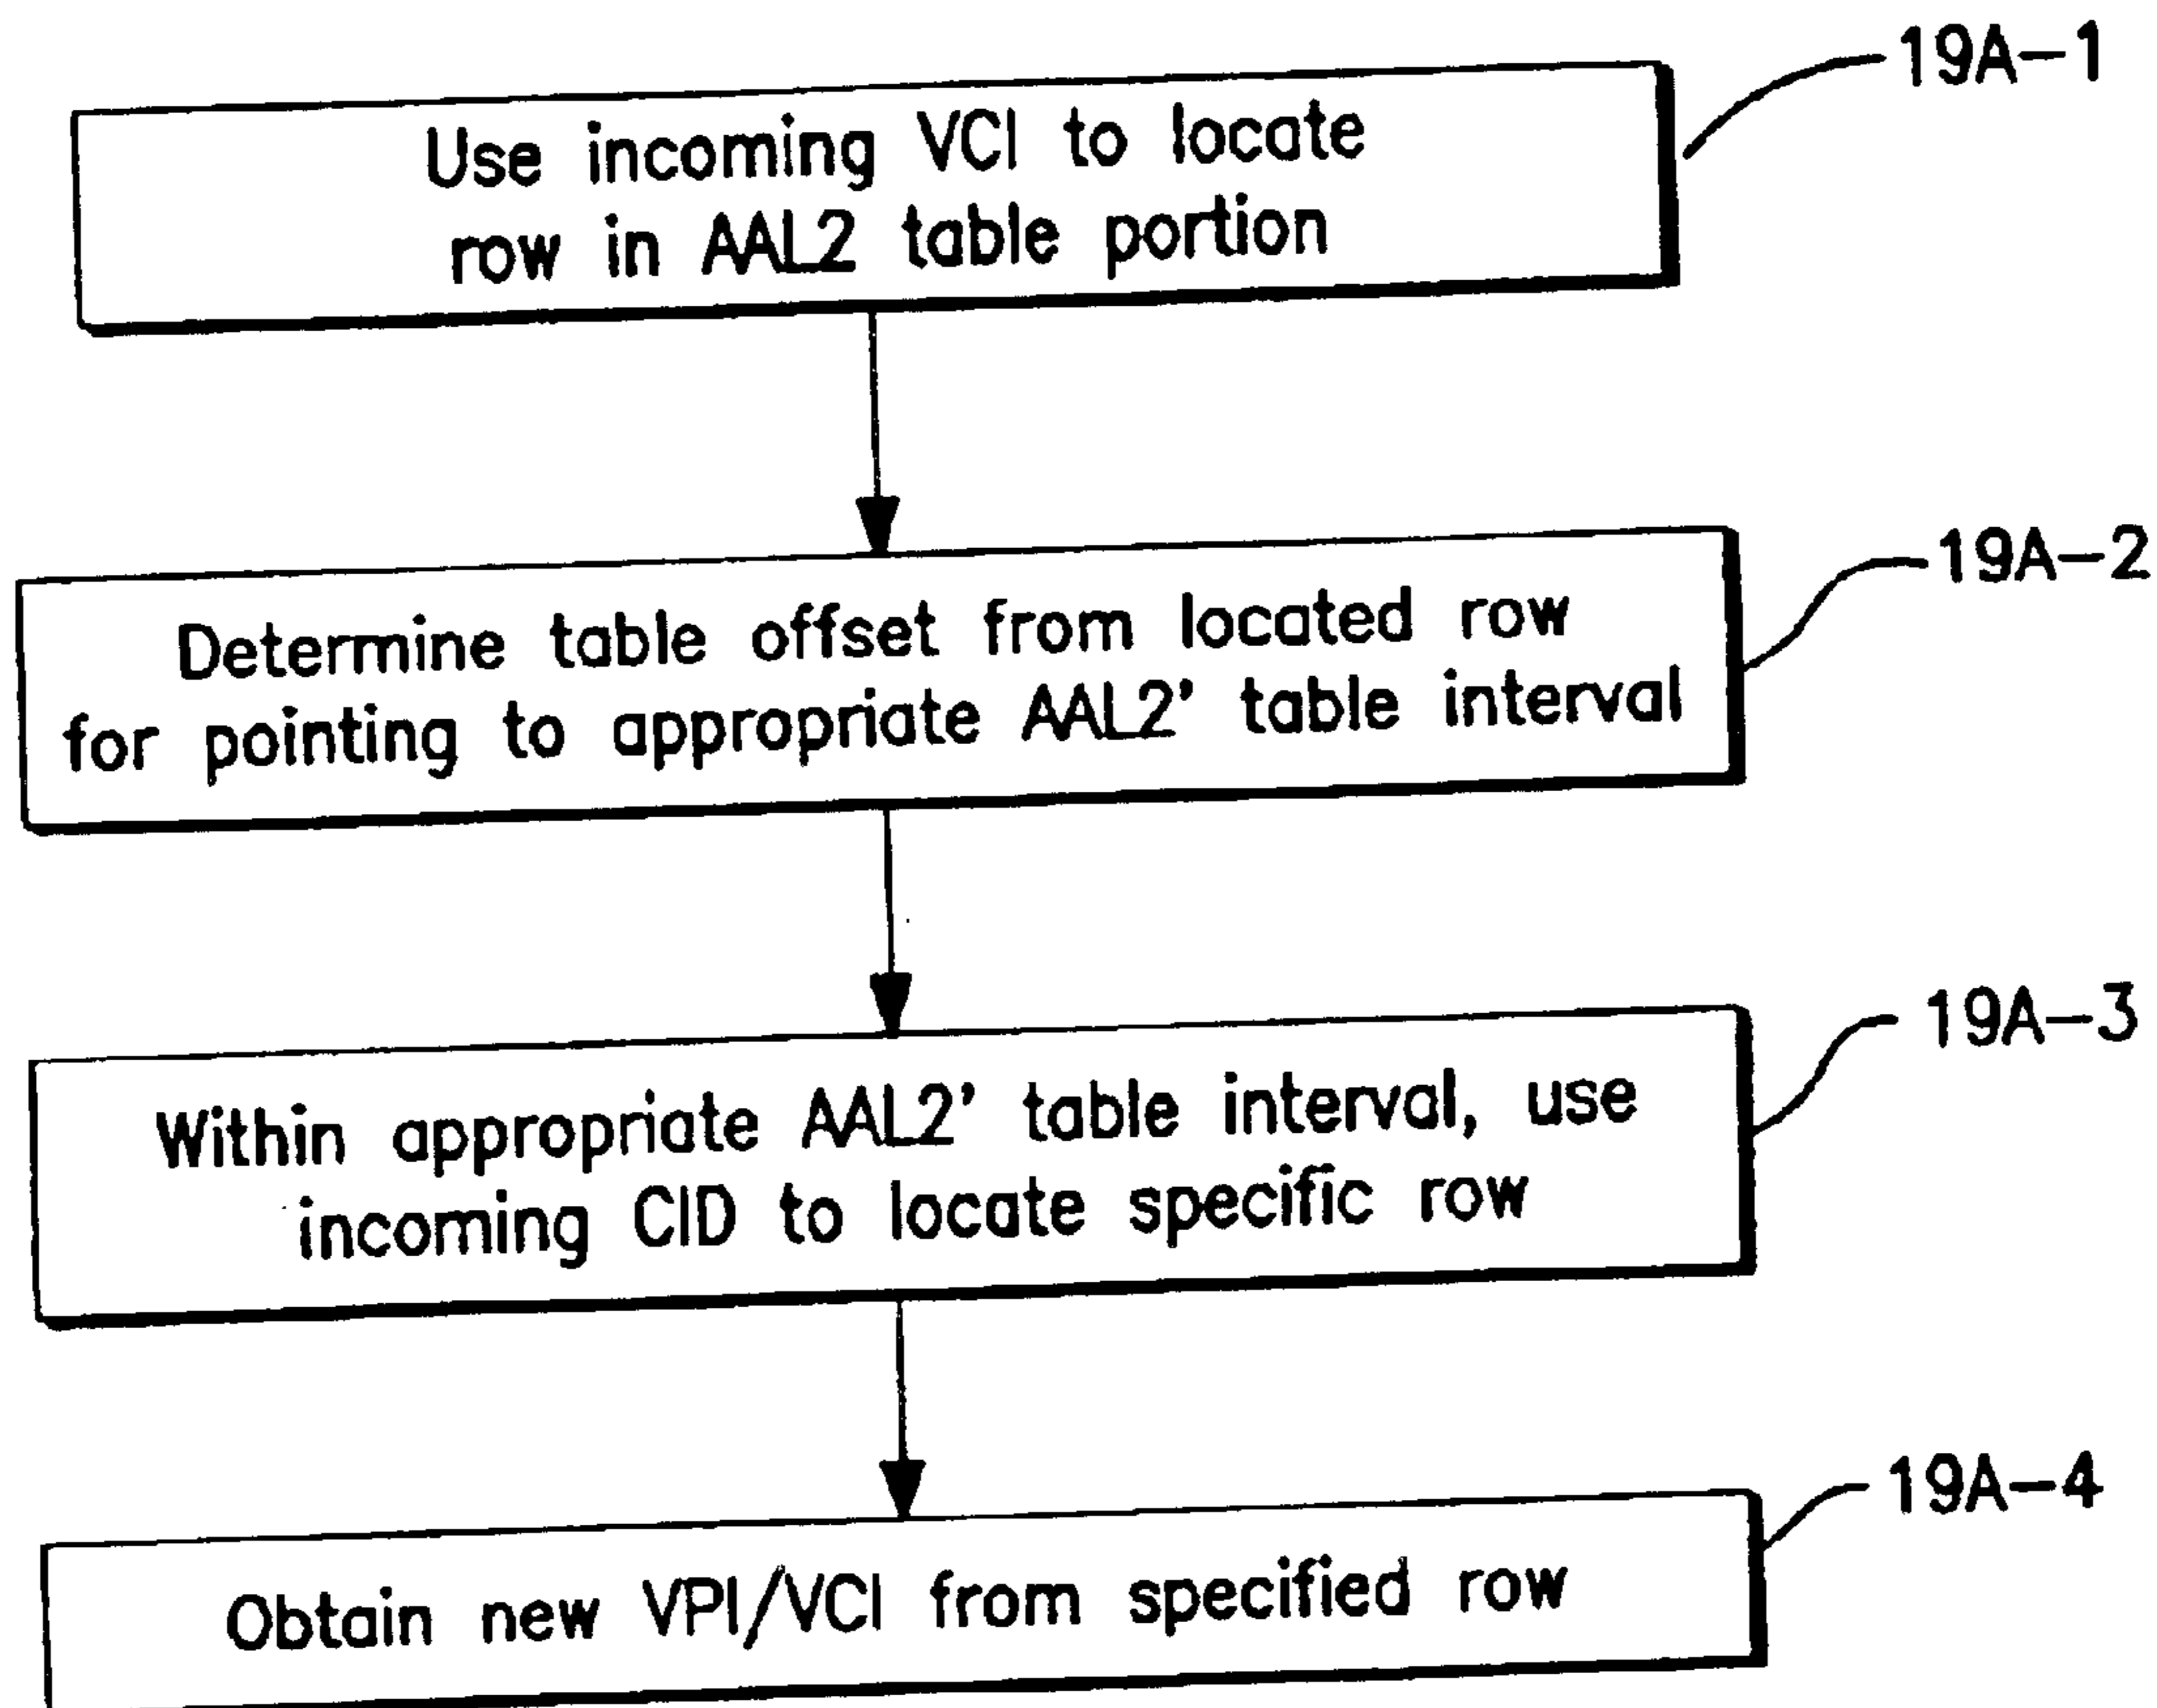 19A-1
Use incoming VCI to locate
row in AAL2 table portion
19A-2
Determine table offset from located row
for pointing to appropriate AAL2' table interval
19A-3
Within appropriate AAL2' table interval, use
incoming CID to locate specific row
19A-4
Obtain new VPI/VCI from specified row